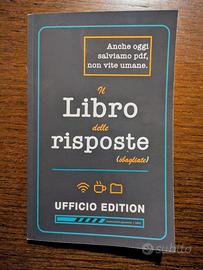 Anche oggi
salviamo pdf,
non vite umane.
Il
Libro
delle
risposte
(sbagliate)
UFFICIO EDITION
subito